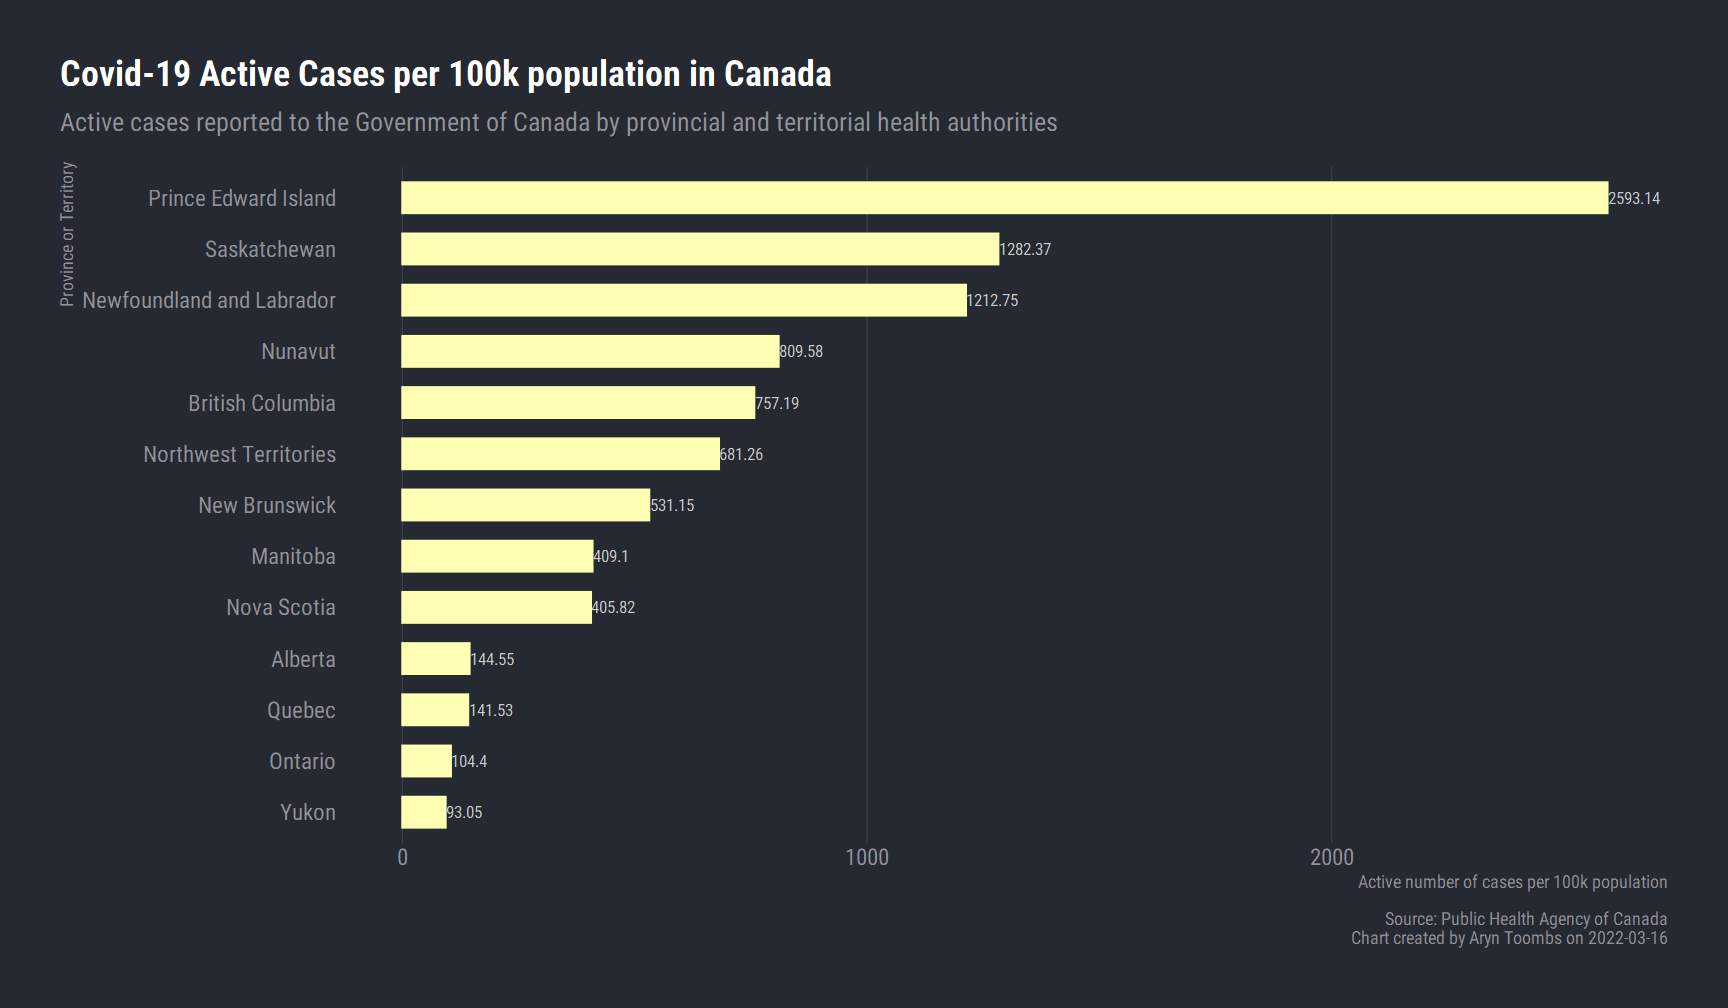 Covid-19 Active Cases per 100k population in Canada
Active cases reported to the Government of Canada by provincial and territorial health authorities
Province or Territory
Prince Edward Island 2593.14
Saskatchewan 1282.37
Newfoundland and Labrador 1212.75
Nunavut 809.58
British Columbia 757.19
Northwest Territories 681.26
New Brunswick 531.15
Manitoba 409.1
Nova Scotia 405.82
Alberta 144.55
Quebec 141.53
Ontario 104.4
Yukon 93.05
0 1000 2000
Active number of cases per 100k population
Source: Public Health Agency of Canada
Chart created by Aryn Toombs on 2022-03-16